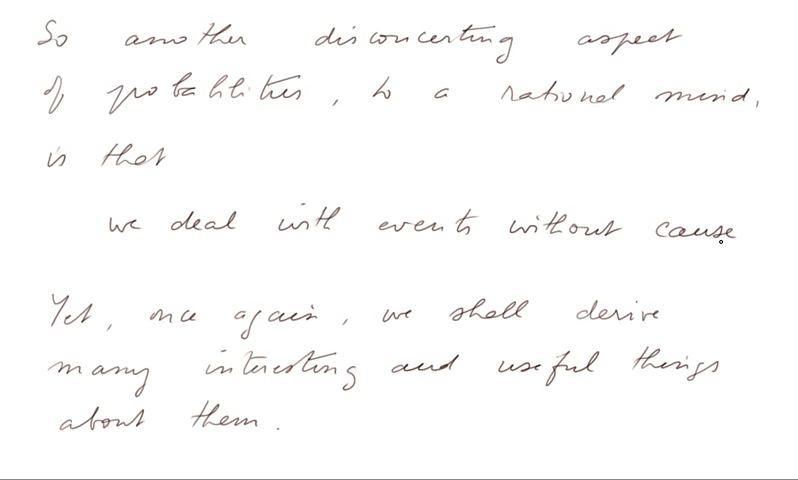 So another disconcerting aspect
of probabilities, to a rational mind,
is that
we deal with events without cause
Yet, once again, we shall derive
many interesting and useful things
about them.